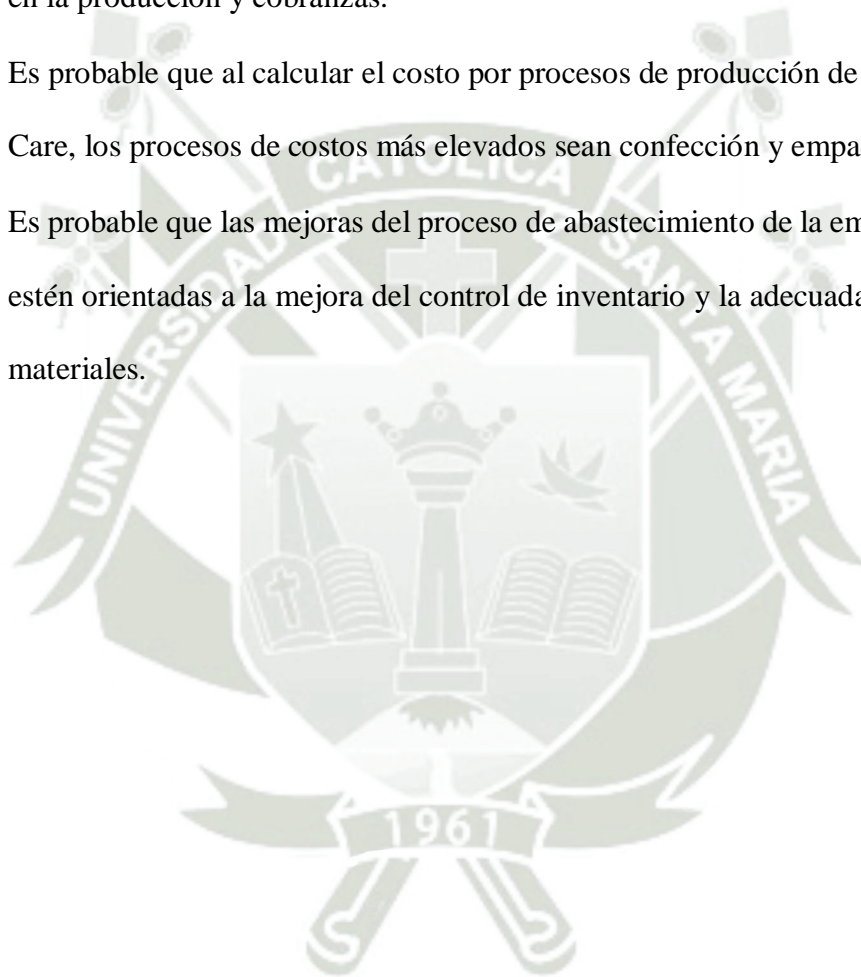 en la producción y cobranzas.
Es probable que al calcular el costo por procesos de producción de
Care, los procesos de costos más elevados sean confección y empa
Es probable que las mejoras del proceso de abastecimiento de la em
estén orientadas a la mejora del control de inventario y la adecuada
materiales.
UNIVERSIDAD CATOLICA SANTA MARIA
1961